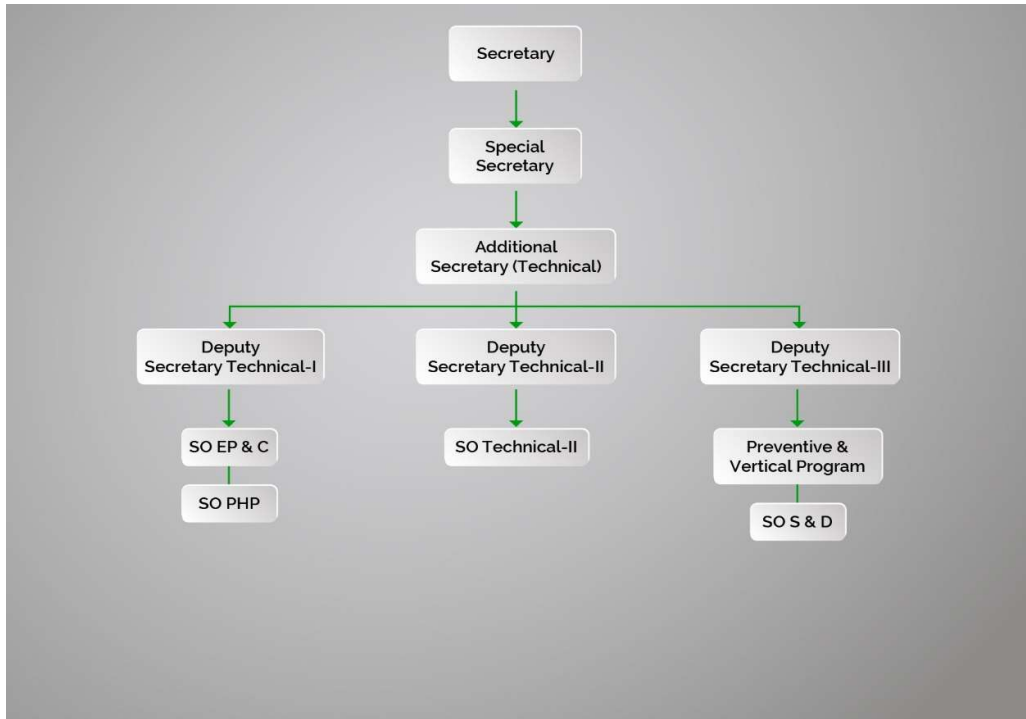 Secretary
Special
Secretary
Additional
Secretary (Technical)
Deputy
Secretary Technical-I
Deputy
Secretary Technical-II
Deputy
Secretary Technical-III
SO EP & C
SO Technical-II
Preventive &
Vertical Program
SO PHP
SO S & D